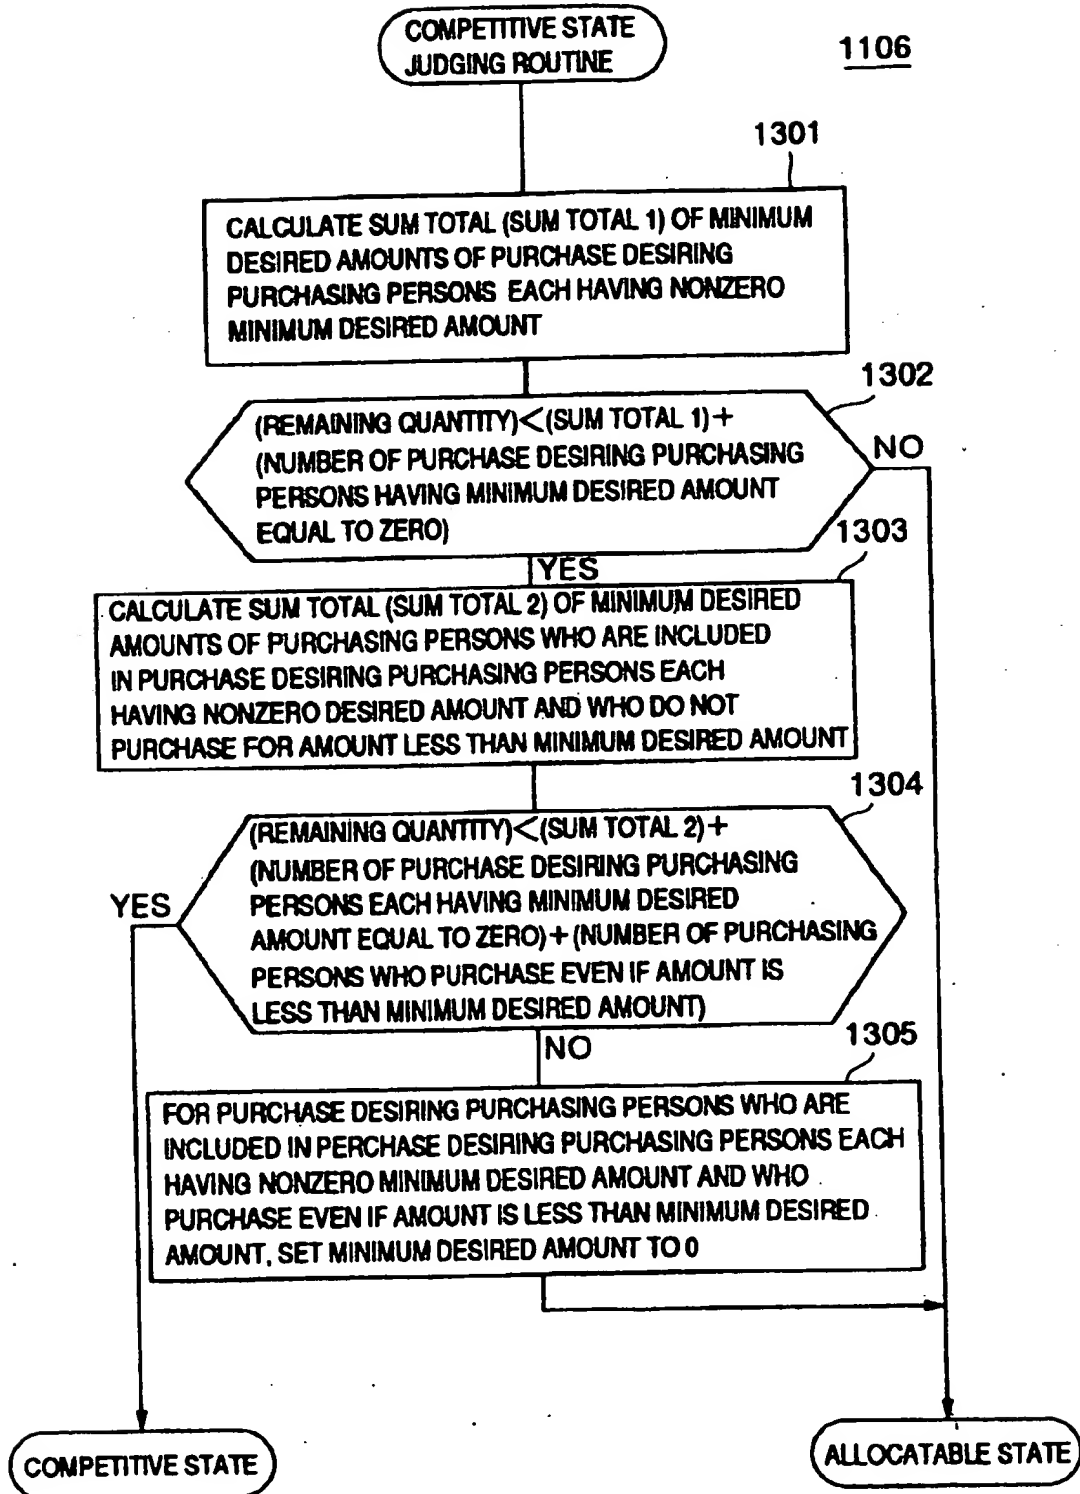 COMPETITIVE STATE
JUDGING ROUTINE
1106
1301
CALCULATE SUM TOTAL (SUM TOTAL 1) OF MINIMUM
DESIRED AMOUNTS OF PURCHASE DESIRING
PURCHASING PERSONS EACH HAVING NONZERO
MINIMUM DESIRED AMOUNT
1302
(REMAINING QUANTITY)<(SUM TOTAL 1)+
(NUMBER OF PURCHASE DESIRING PURCHASING
PERSONS HAVING MINIMUM DESIRED AMOUNT
EQUAL TO ZERO)
NO
YES
1303
CALCULATE SUM TOTAL (SUM TOTAL 2) OF MINIMUM DESIRED
AMOUNTS OF PURCHASING PERSONS WHO ARE INCLUDED
IN PURCHASE DESIRING PURCHASING PERSONS EACH
HAVING NONZERO DESIRED AMOUNT AND WHO DO NOT
PURCHASE FOR AMOUNT LESS THAN MINIMUM DESIRED AMOUNT
1304
(REMAINING QUANTITY)<(SUM TOTAL 2)+
(NUMBER OF PURCHASE DESIRING PURCHASING
PERSONS EACH HAVING MINIMUM DESIRED
AMOUNT EQUAL TO ZERO)+(NUMBER OF PURCHASING
PERSONS WHO PURCHASE EVEN IF AMOUNT IS
LESS THAN MINIMUM DESIRED AMOUNT)
YES
NO
1305
FOR PURCHASE DESIRING PURCHASING PERSONS WHO ARE
INCLUDED IN PERCHASE DESIRING PURCHASING PERSONS EACH
HAVING NONZERO MINIMUM DESIRED AMOUNT AND WHO
PURCHASE EVEN IF AMOUNT IS LESS THAN MINIMUM DESIRED
AMOUNT, SET MINIMUM DESIRED AMOUNT TO 0
COMPETITIVE STATE
ALLOCATABLE STATE